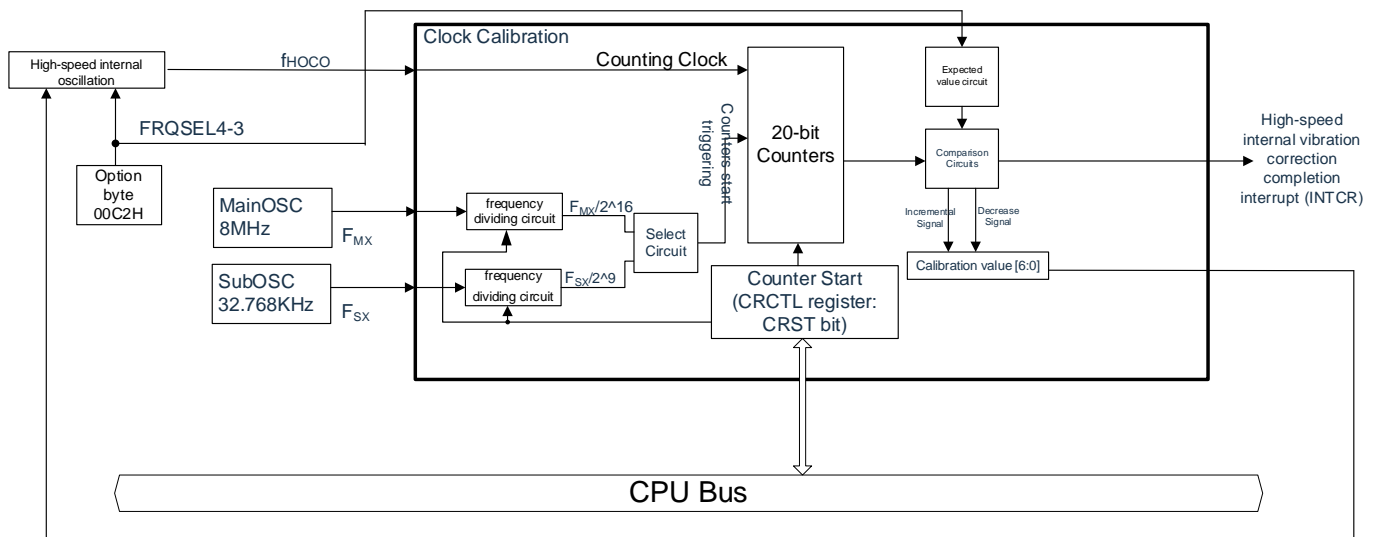 Clock Calibration
High-speed internal
oscillation
fHOCO
Counting Clock
Expected
value circuit
FRQSEL4-3
Counters start
triggering
20-bit
Counters
Comparison
Circuits
High-speed
internal vibration
correction
completion
interrupt (INTCR)
Option
byte
00C2H
MainOSC
8MHz
FMX
frequency
dividing circuit
FMX/2^16
Select
Circuit
Incremental
Signal
Decrease
Signal
Calibration value [6:0]
SubOSC
32.768KHz
FSX
frequency
dividing circuit
FSX/2^9
Counter Start
(CRCTL register:
CRST bit)
CPU Bus